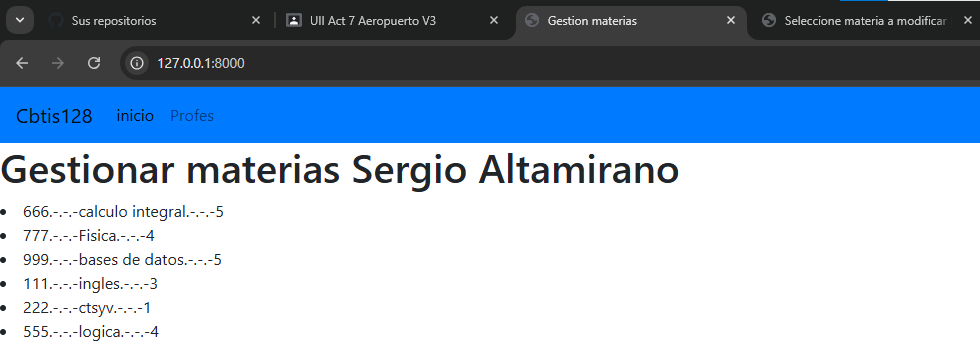 Sus repositorios
UII Act 7 Aeropuerto V3
Gestion materias
Seleccione materia a modificar
127.0.0.1:8000
Cbtis128 inicio Profes
Gestionar materias Sergio Altamirano
666.-.-.-calculo integral.-.-.-5
777.-.-.-Fisica.-.-.-4
999.-.-.-bases de datos.-.-.-5
111.-.-.-ingles.-.-.-3
222.-.-.-ctsyv.-.-.-1
555.-.-.-logica.-.-.-4